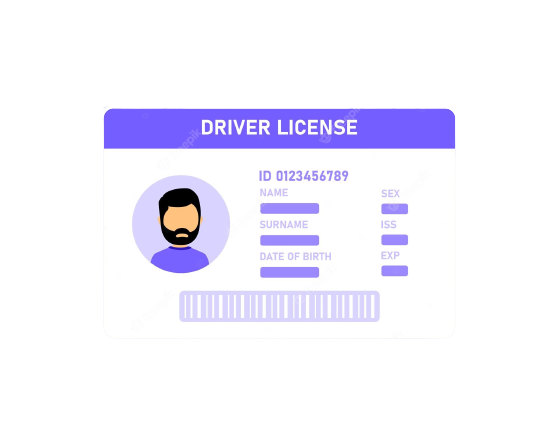 DRIVER LICENSE
ID 0123456789
NAME
SEX
SURNAME
ISS
DATE OF BIRTH
EXP